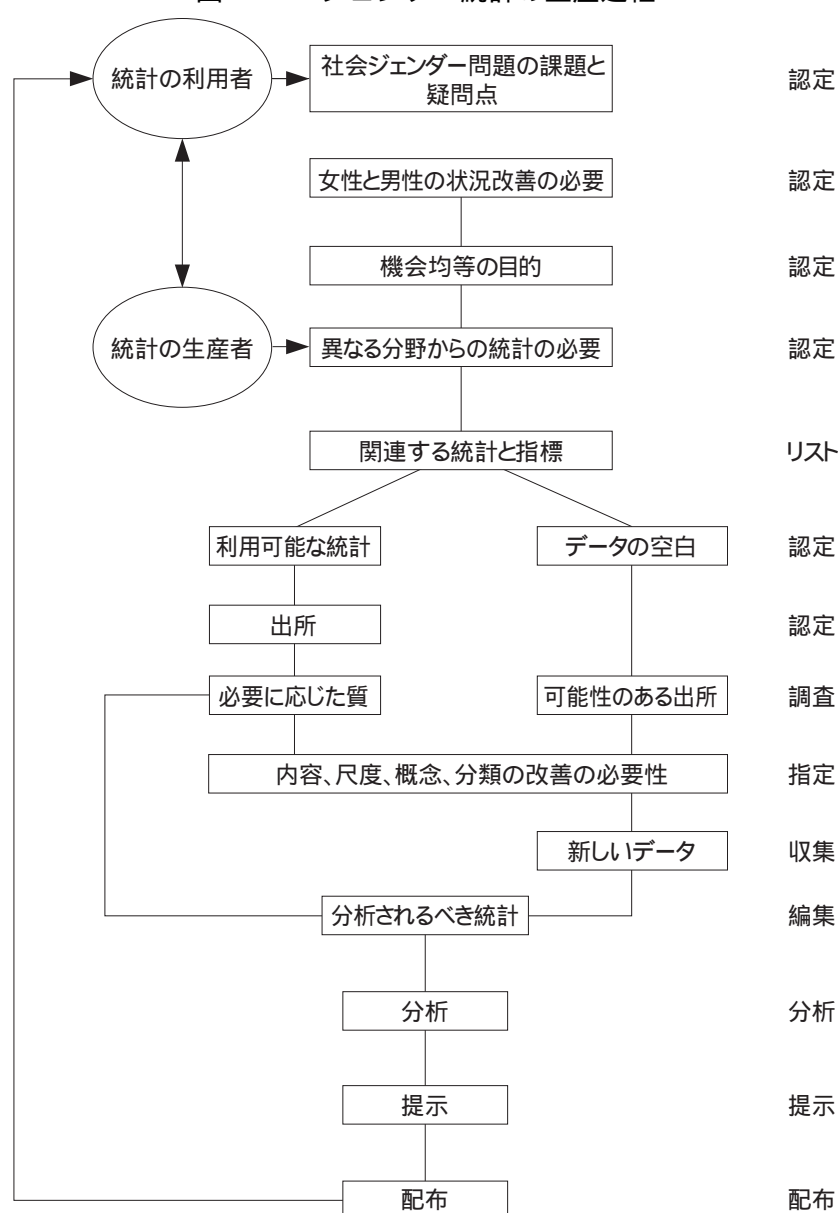 統計の利用者
社会ジェンダー問題の課題と
疑問点
認定
女性と男性の状況改善の必要
認定
機会均等の目的
認定
統計の生産者
異なる分野からの統計の必要
認定
関連する統計と指標
リスト
利用可能な統計
データの空白
認定
出所
認定
必要に応じた質
可能性のある出所
調査
内容、尺度、概念、分類の改善の必要性
指定
新しいデータ
収集
分析されるべき統計
編集
分析
分析
提示
提示
配布
配布